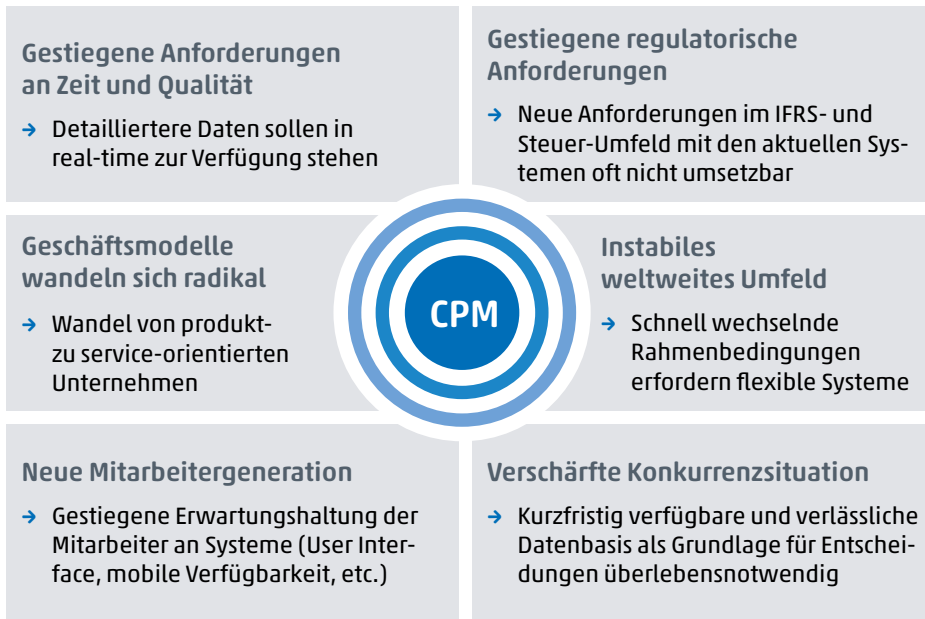 Gestiegene Anforderungen
an Zeit und Qualität
→ Detailliertere Daten sollen in
real-time zur Verfügung stehen
Gestiegene regulatorische
Anforderungen
→ Neue Anforderungen im IFRS- und
Steuer-Umfeld mit den aktuellen Sys-
temen oft nicht umsetzbar
Geschäftsmodelle
wandeln sich radikal
→ Wandel von produkt-
zu service-orientierten
Unternehmen
CPM
Instabiles
weltweites Umfeld
→ Schnell wechselnde
Rahmenbedingungen
erfordern flexible Systeme
Neue Mitarbeitergeneration
→ Gestiegene Erwartungshaltung der
Mitarbeiter an Systeme (User Inter-
face, mobile Verfügbarkeit, etc.)
Verschärfte Konkurrenzsituation
→ Kurzfristig verfügbare und verlässliche
Datenbasis als Grundlage für Entschei-
dungen überlebensnotwendig